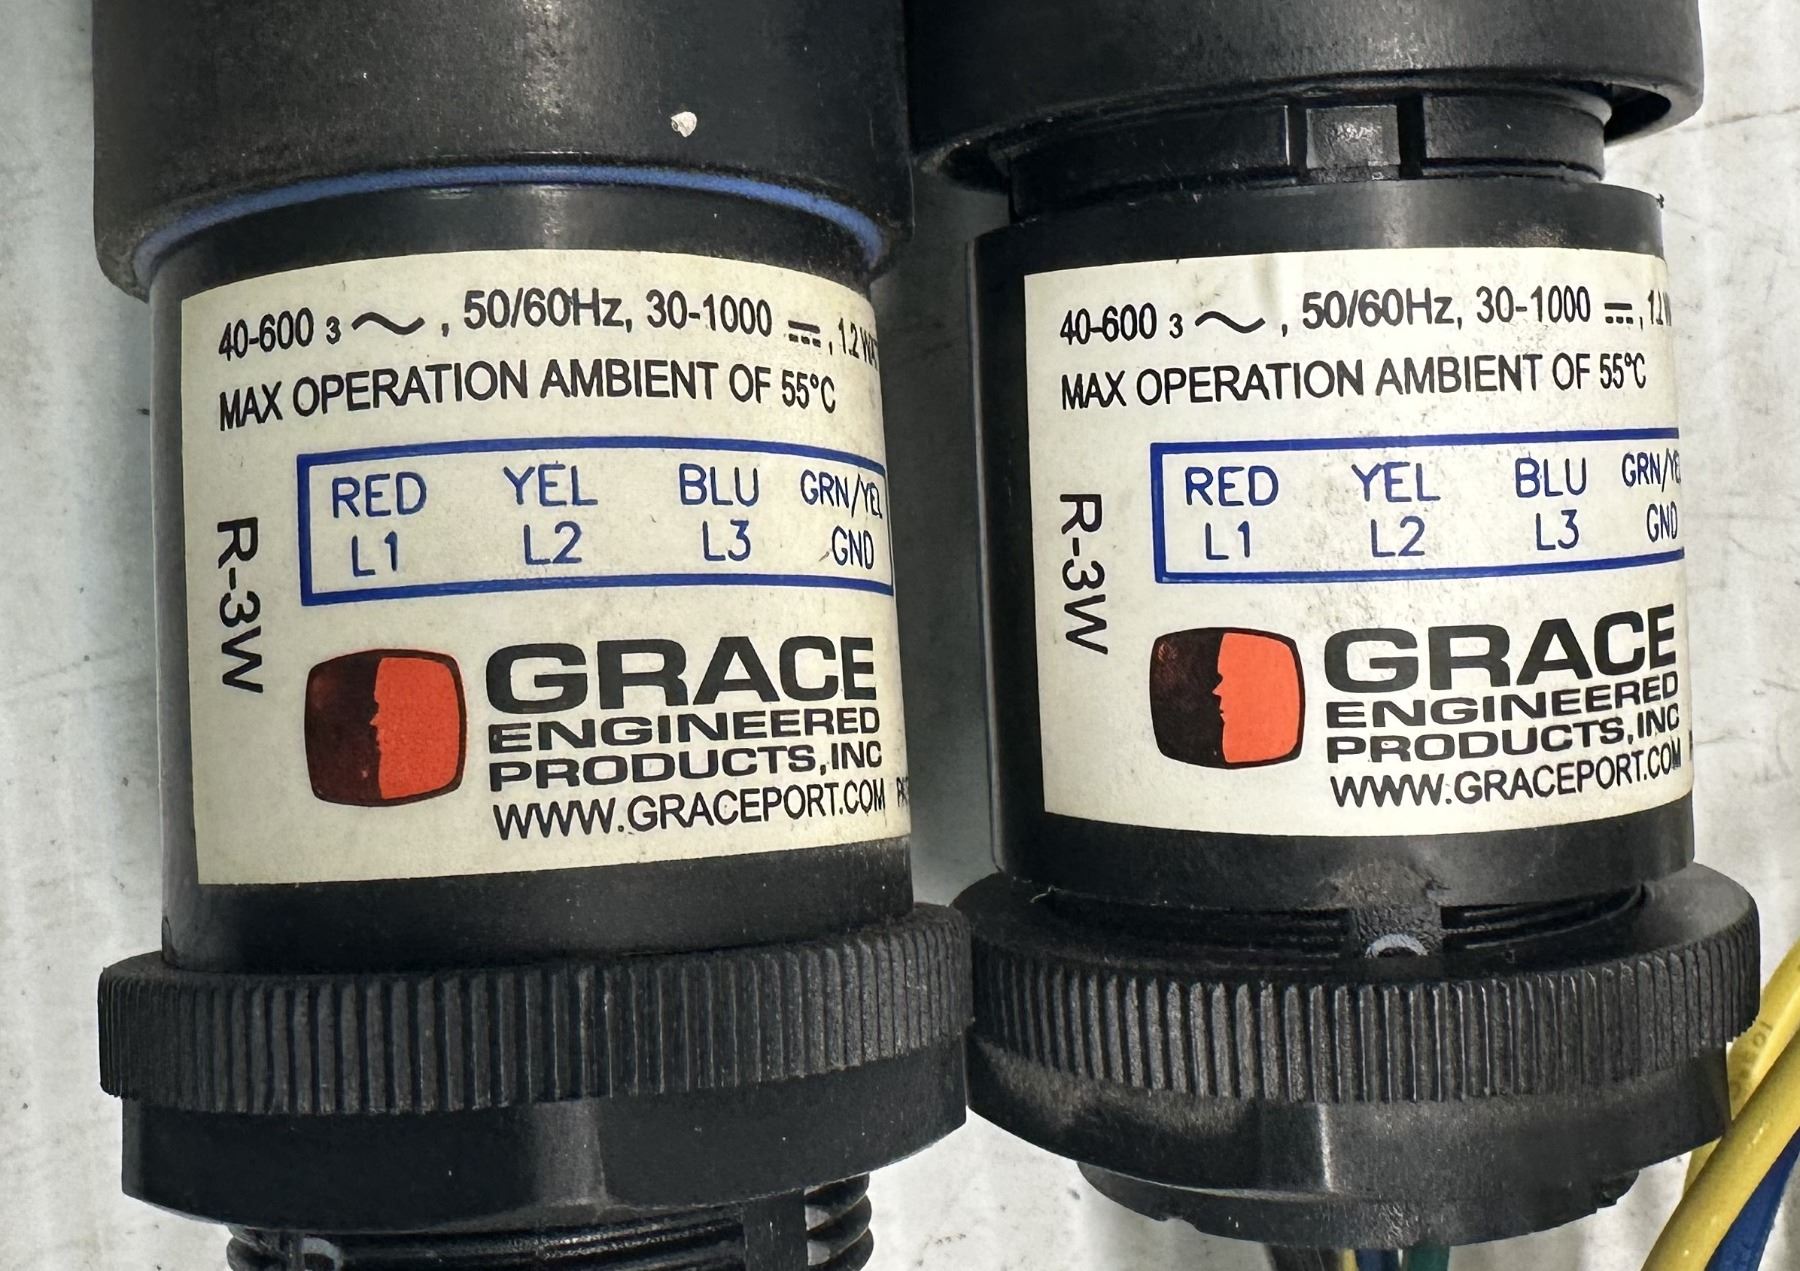 40-600 3 ~, 50/60Hz, 30-1000 ⎓, 1.2
MAX OPERATION AMBIENT OF 55°C
RED YEL BLU GRN/YEL
L1 L2 L3 GND
R-3W
GRACE
ENGINEERED
PRODUCTS, INC
WWW.GRACEPORT.COM
40-600 3 ~, 50/60Hz, 30-1000 ⎓, 1.2
MAX OPERATION AMBIENT OF 55°C
RED YEL BLU GRN/YE
L1 L2 L3 GND
R-3W
GRACE
ENGINEERED
PRODUCTS, INC
WWW.GRACEPORT.COM